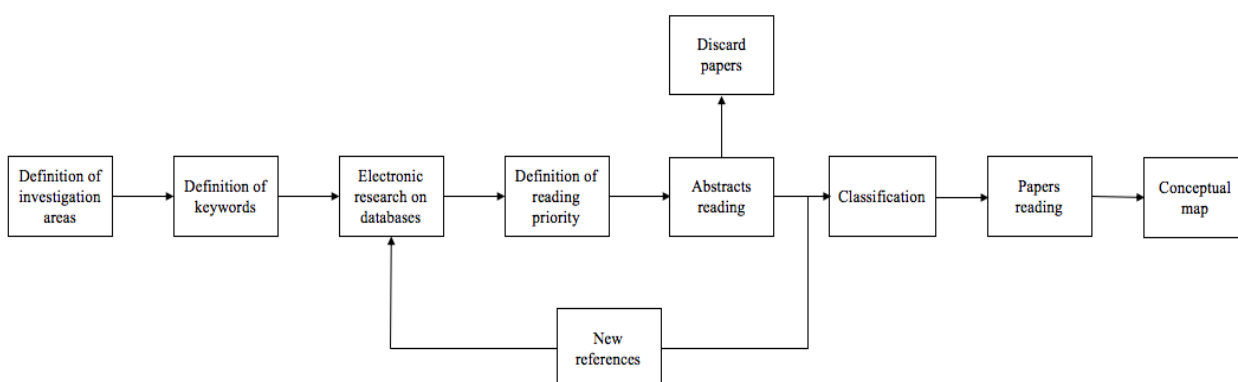 Discard
papers
Definition of
investigation
areas
Definition of
keywords
Electronic
research on
databases
Definition of
reading
priority
Abstracts
reading
Classification
Papers
reading
Conceptual
map
New
references